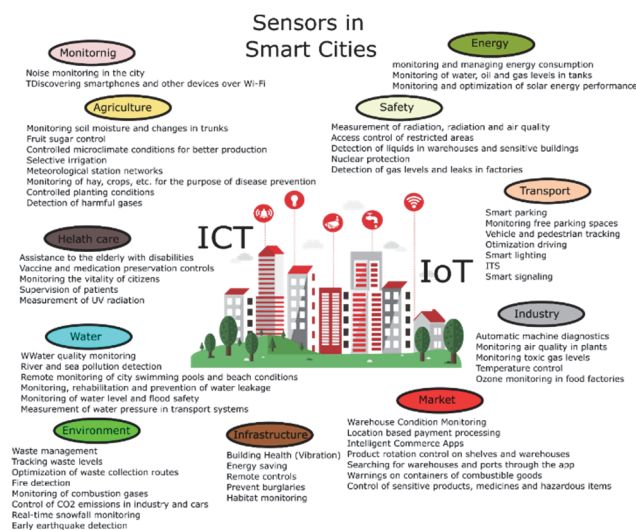 Sensors in
Smart Cities
Monitornig
Noise monitoring in the city
TDiscovering smartphones and other devices over Wi-Fi
Energy
monitoring and managing energy consumption
Monitoring of water, oil and gas levels in tanks
Monitoring and optimization of solar energy performance
Agriculture
Monitoring soil moisture and changes in trunks
Fruit sugar control
Controlled microclimate conditions for better production
Selective irrigation
Meteorological station networks
Monitoring of hay, crops, etc. for the purpose of disease prevention
Controlled planting conditions
Detection of harmful gases
Safety
Measurement of radiation, radiation and air quality
Access control of restricted areas
Detection of liquids in warehouses and sensitive buildings
Nuclear protection
Detection of gas levels and leaks in factories
Transport
Smart parking
Monitoring free parking spaces
Vehicle and pedestrian tracking
Otimization driving
Smart lighting
ITS
Smart signaling
ICT
IoT
Helath care
Assistance to the elderly with disabilities
Vaccine and medication preservation controls
Monitoring the vitality of citizens
Supervision of patients
Measurement of UV radiation
Industry
Automatic machine diagnostics
Monitoring air quality in plants
Monitoring toxic gas levels
Temperature control
Ozone monitoring in food factories
Water
WWater quality monitoring
River and sea pollution detection
Remote monitoring of city swimming pools and beach conditions
Monitoring, rehabilitation and prevention of water leakage
Monitoring of water level and flood safety
Measurement of water pressure in transport systems
Market
Warehouse Condition Monitoring
Location based payment processing
Intelligent Commerce Apps
Product rotation control on shelves and warehouses
Searching for warehouses and ports through the app
Warnings on containers of combustible goods
Control of sensitive products, medicines and hazardous items
Environment
Waste management
Tracking waste levels
Optimization of waste collection routes
Fire detection
Monitoring of combustion gases
Control of CO2 emissions in industry and cars
Real-time snowfall monitoring
Early earthquake detection
Infrastructure
Building Health (Vibration)
Energy saving
Remote controls
Prevent burglaries
Habitat monitoring